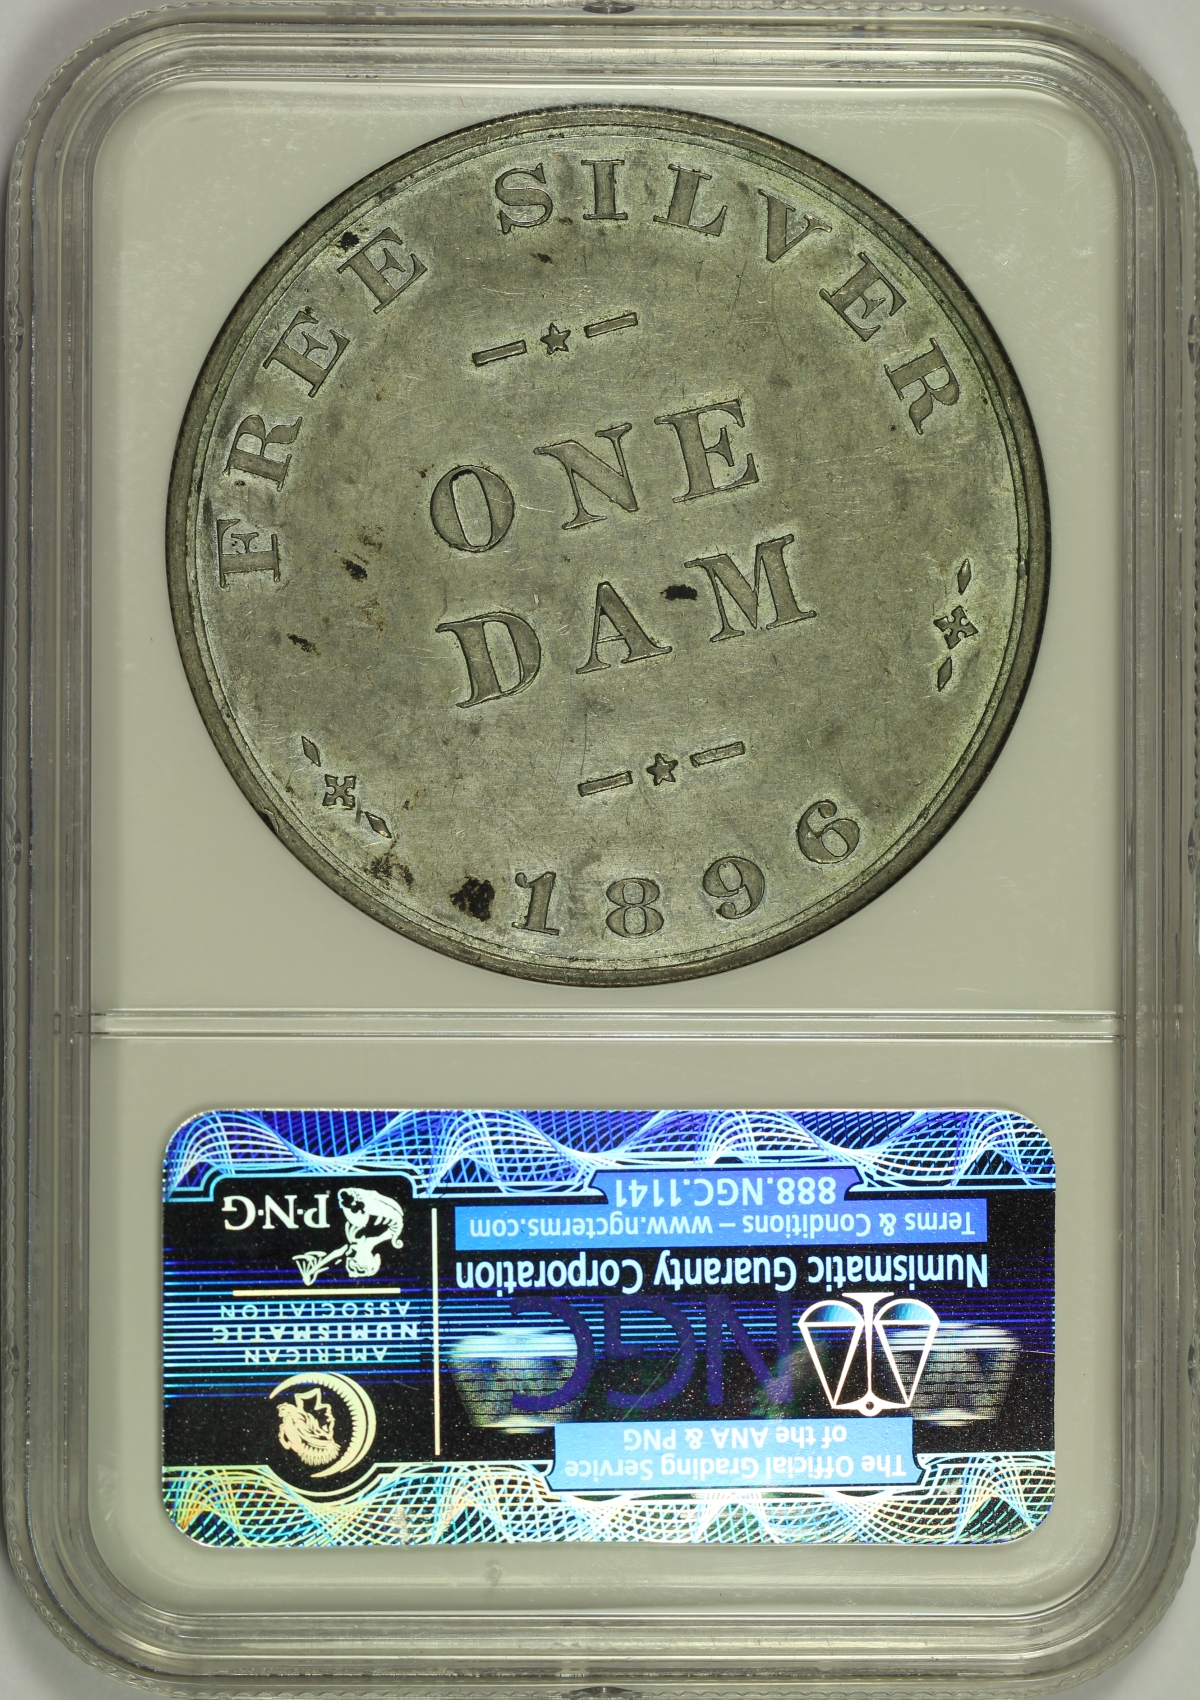 FREE SILVER
ONE
DAM
1896
The Official Grading Service
of the ANA & PNG
NGC
Numismatic Guaranty Corporation
Terms & Conditions – www.ngcterms.com
888.NGC.1141
AMERICAN
NUMISMATIC
ASSOCIATION
P·N·G